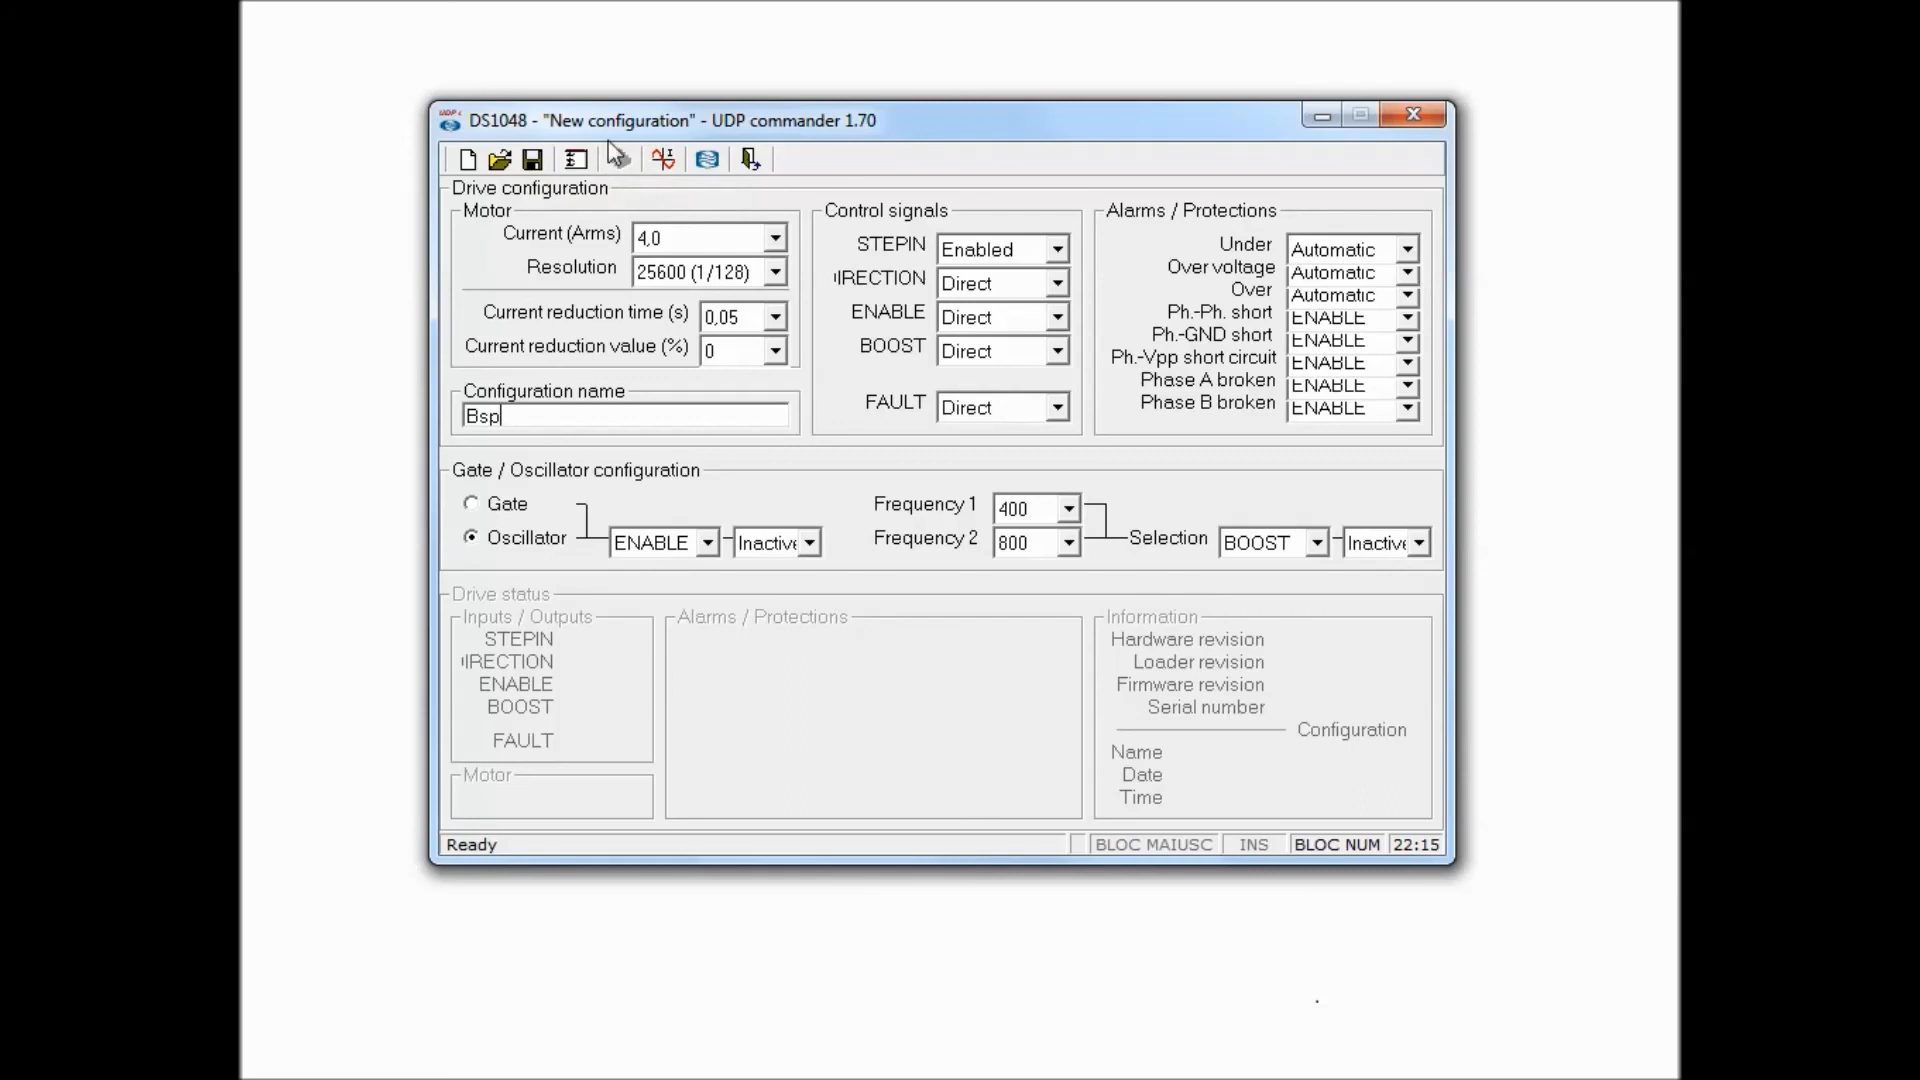 DS1048 - "New configuration" - UDP commander 1.70
Drive configuration
Motor
Current (Arms) 4,0
Resolution 25600 (1/128)
Current reduction time (s) 0,05
Current reduction value (%) 0
Configuration name
Bsp
Control signals
STEPIN Enabled
IRECTION Direct
ENABLE Direct
BOOST Direct
FAULT Direct
Alarms / Protections
Under Automatic
Over voltage Automatic
Over Automatic
Ph.-Ph. short ENABLE
Ph.-GND short ENABLE
Ph.-Vpp short circuit ENABLE
Phase A broken ENABLE
Phase B broken ENABLE
Gate / Oscillator configuration
Gate
Oscillator ENABLE Inactive
Frequency 1 400
Frequency 2 800
Selection BOOST Inactive
Drive status
Inputs / Outputs
STEPIN
IRECTION
ENABLE
BOOST
FAULT
Motor
Alarms / Protections
Information
Hardware revision
Loader revision
Firmware revision
Serial number
Configuration
Name
Date
Time
Ready BLOC MAIUSC INS BLOC NUM 22:15